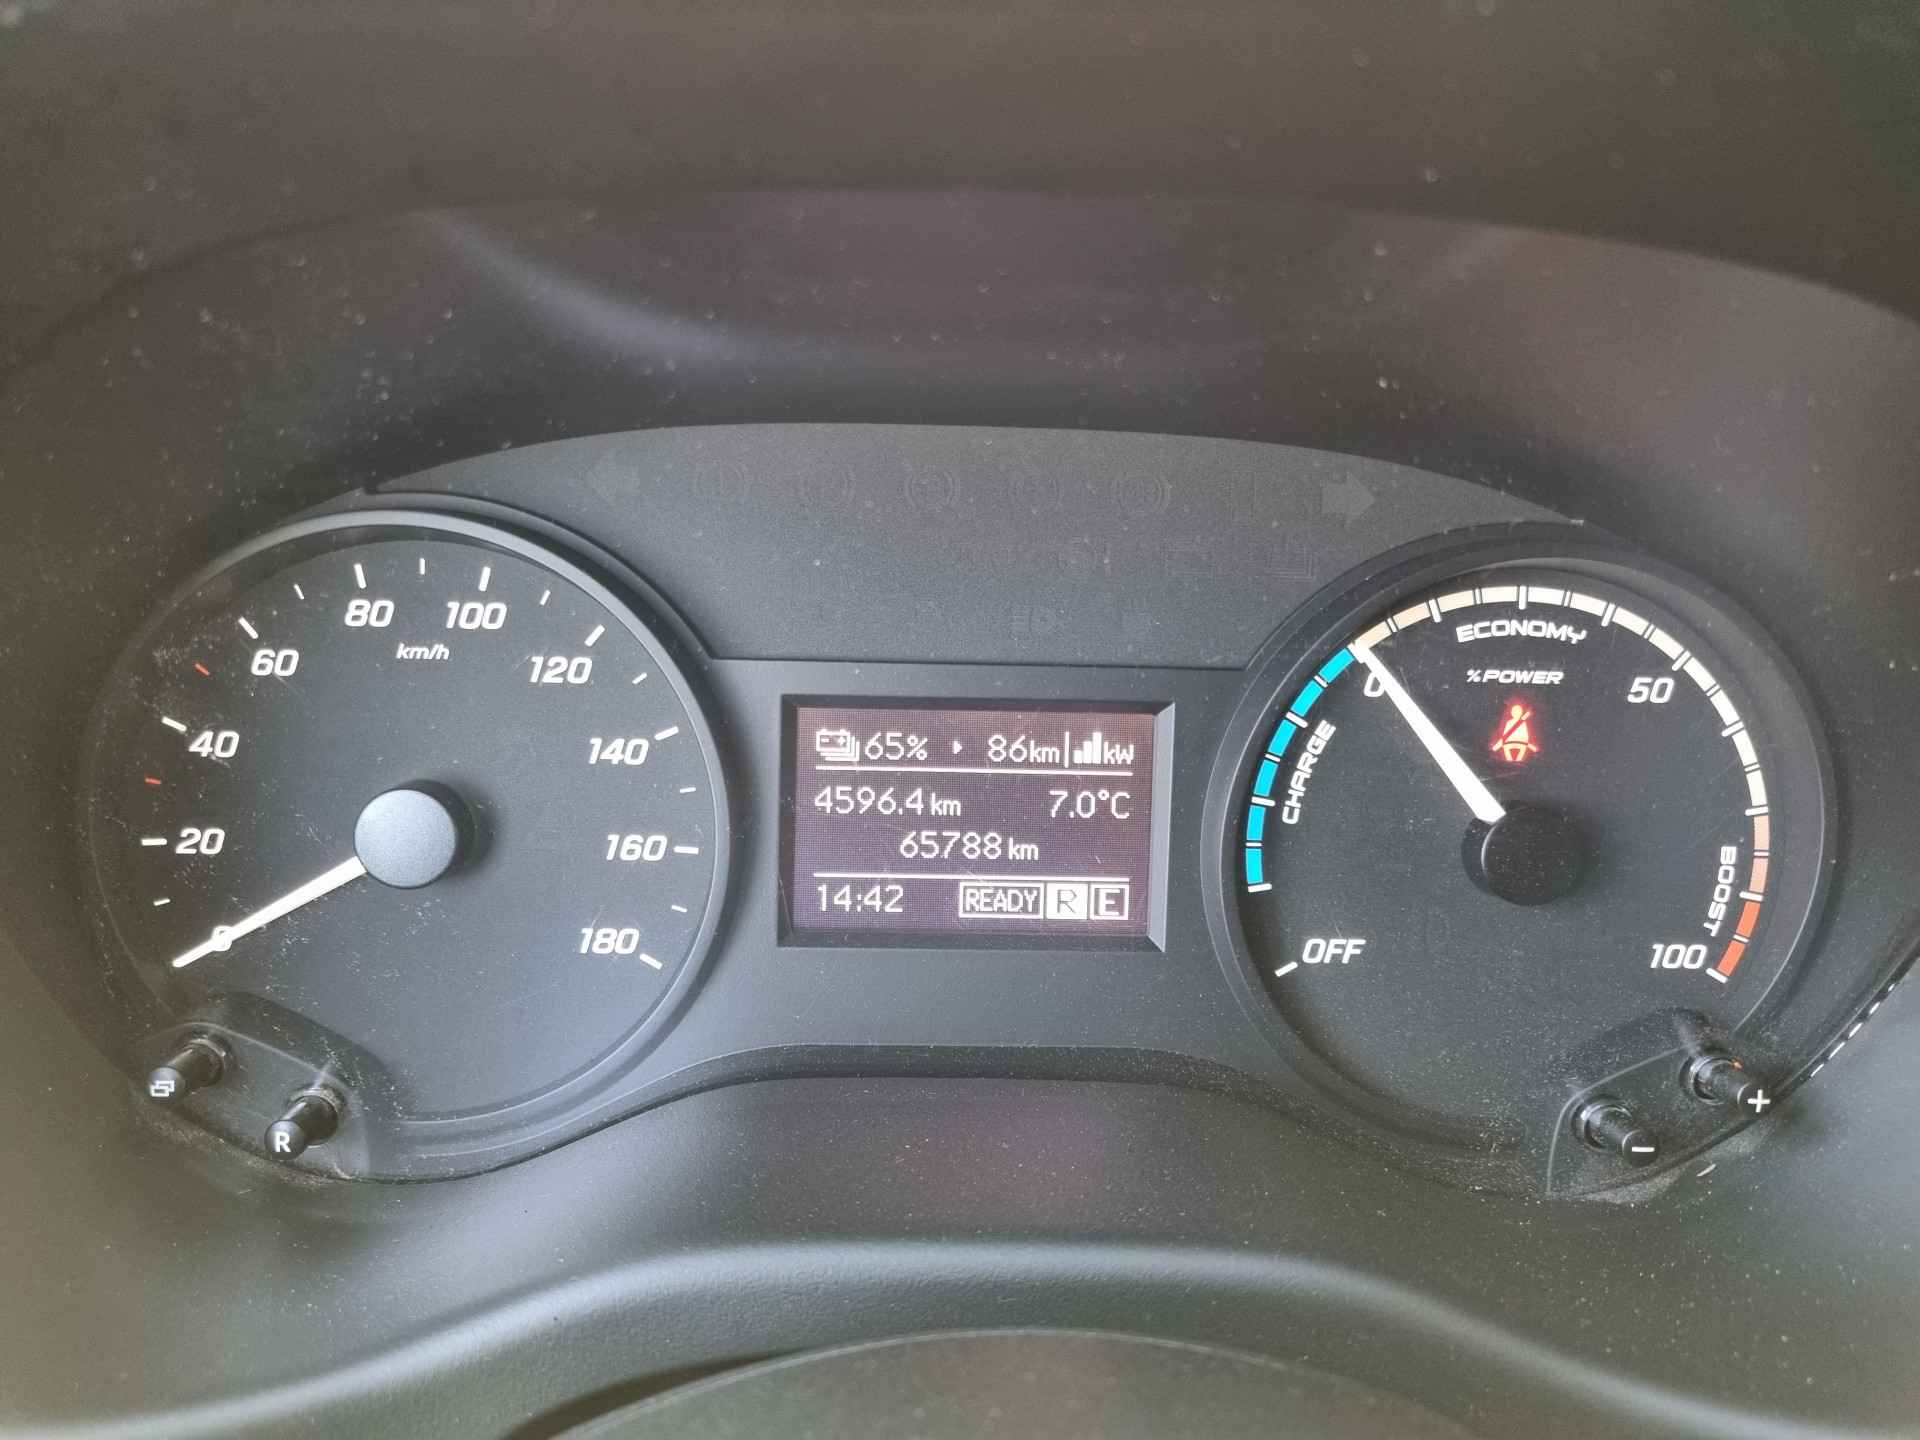 0
20
40
60
80
100
120
140
160
180
km/h
65% 86km kW
4596.4 km 7.0°C
65788 km
14:42 READY R E
OFF
CHARGE
0
ECONOMY
% POWER
50
BOOST
100
R
-
+